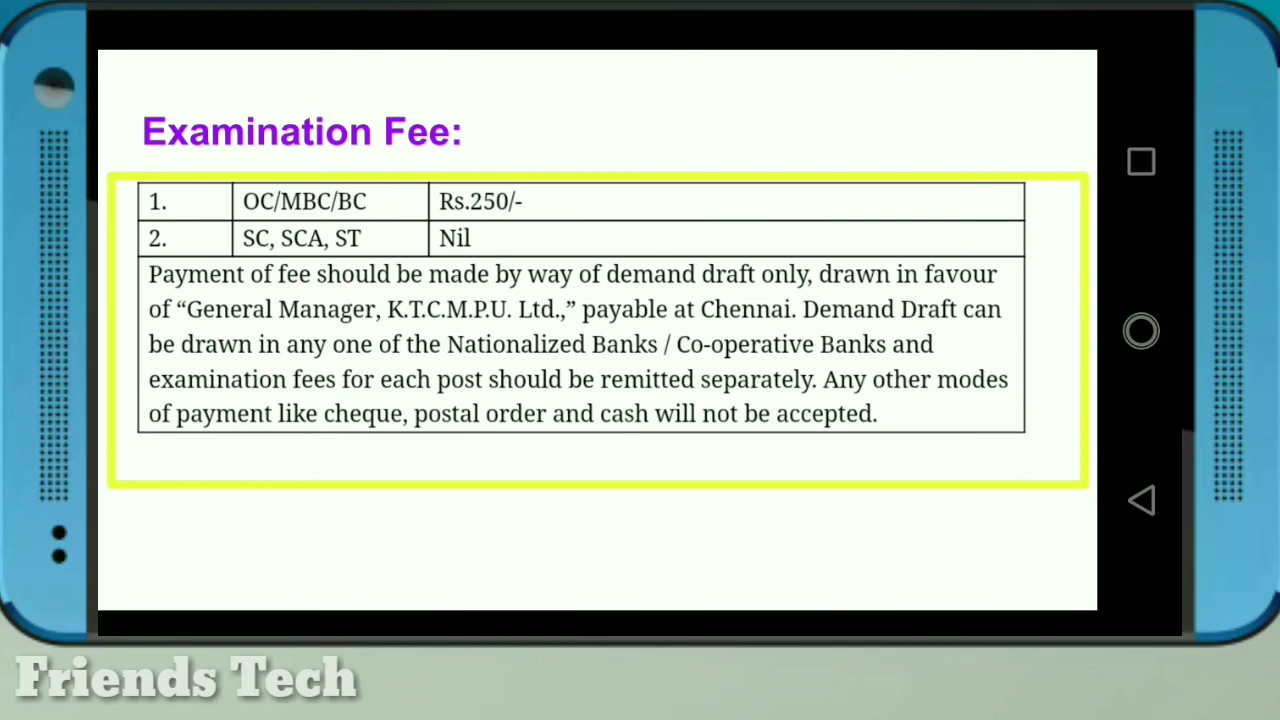 Examination Fee:
1. OC/MBC/BC Rs.250/-
2. SC, SCA, ST Nil
Payment of fee should be made by way of demand draft only, drawn in favour
of “General Manager, K.T.C.M.P.U. Ltd.,” payable at Chennai. Demand Draft can
be drawn in any one of the Nationalized Banks / Co-operative Banks and
examination fees for each post should be remitted separately. Any other modes
of payment like cheque, postal order and cash will not be accepted.
Friends Tech